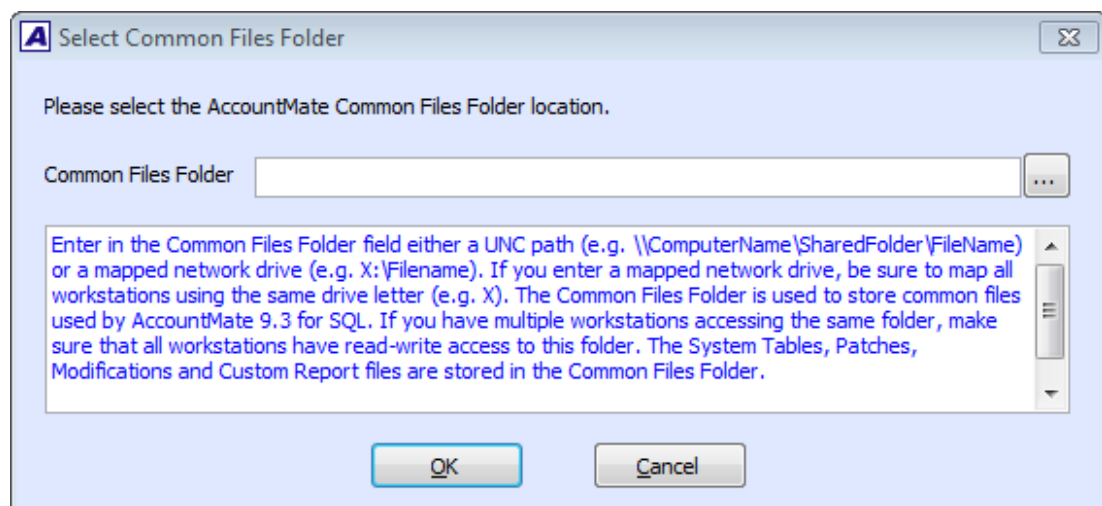 A Select Common Files Folder
Please select the AccountMate Common Files Folder location.
Common Files Folder ...
Enter in the Common Files Folder field either a UNC path (e.g. \\ComputerName\SharedFolder\FileName)
or a mapped network drive (e.g. X:\Filename). If you enter a mapped network drive, be sure to map all
workstations using the same drive letter (e.g. X). The Common Files Folder is used to store common files
used by AccountMate 9.3 for SQL. If you have multiple workstations accessing the same folder, make
sure that all workstations have read-write access to this folder. The System Tables, Patches,
Modifications and Custom Report files are stored in the Common Files Folder.
OK Cancel